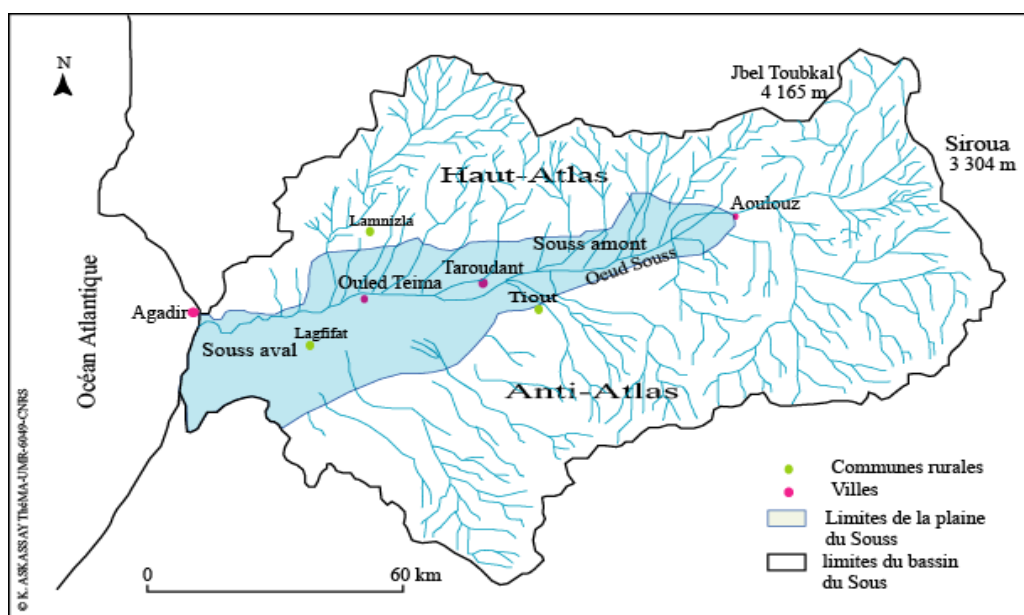 N
Jbel Toubkal
4 165 m
Siroua
3 304 m
Haut-Atlas
Aoulouz
Lamnizla
Souss amont
Oeud Souss
Taroudant
Ouled Teima
Tiout
Océan Atlantique
Agadir
Lagfifat
Souss aval
Anti-Atlas
Communes rurales
Villes
Limites de la plaine
du Souss
limites du bassin
du Sous
0
60 km
© K. ASKASSAY ThéMA-UMR-6049-CNRS